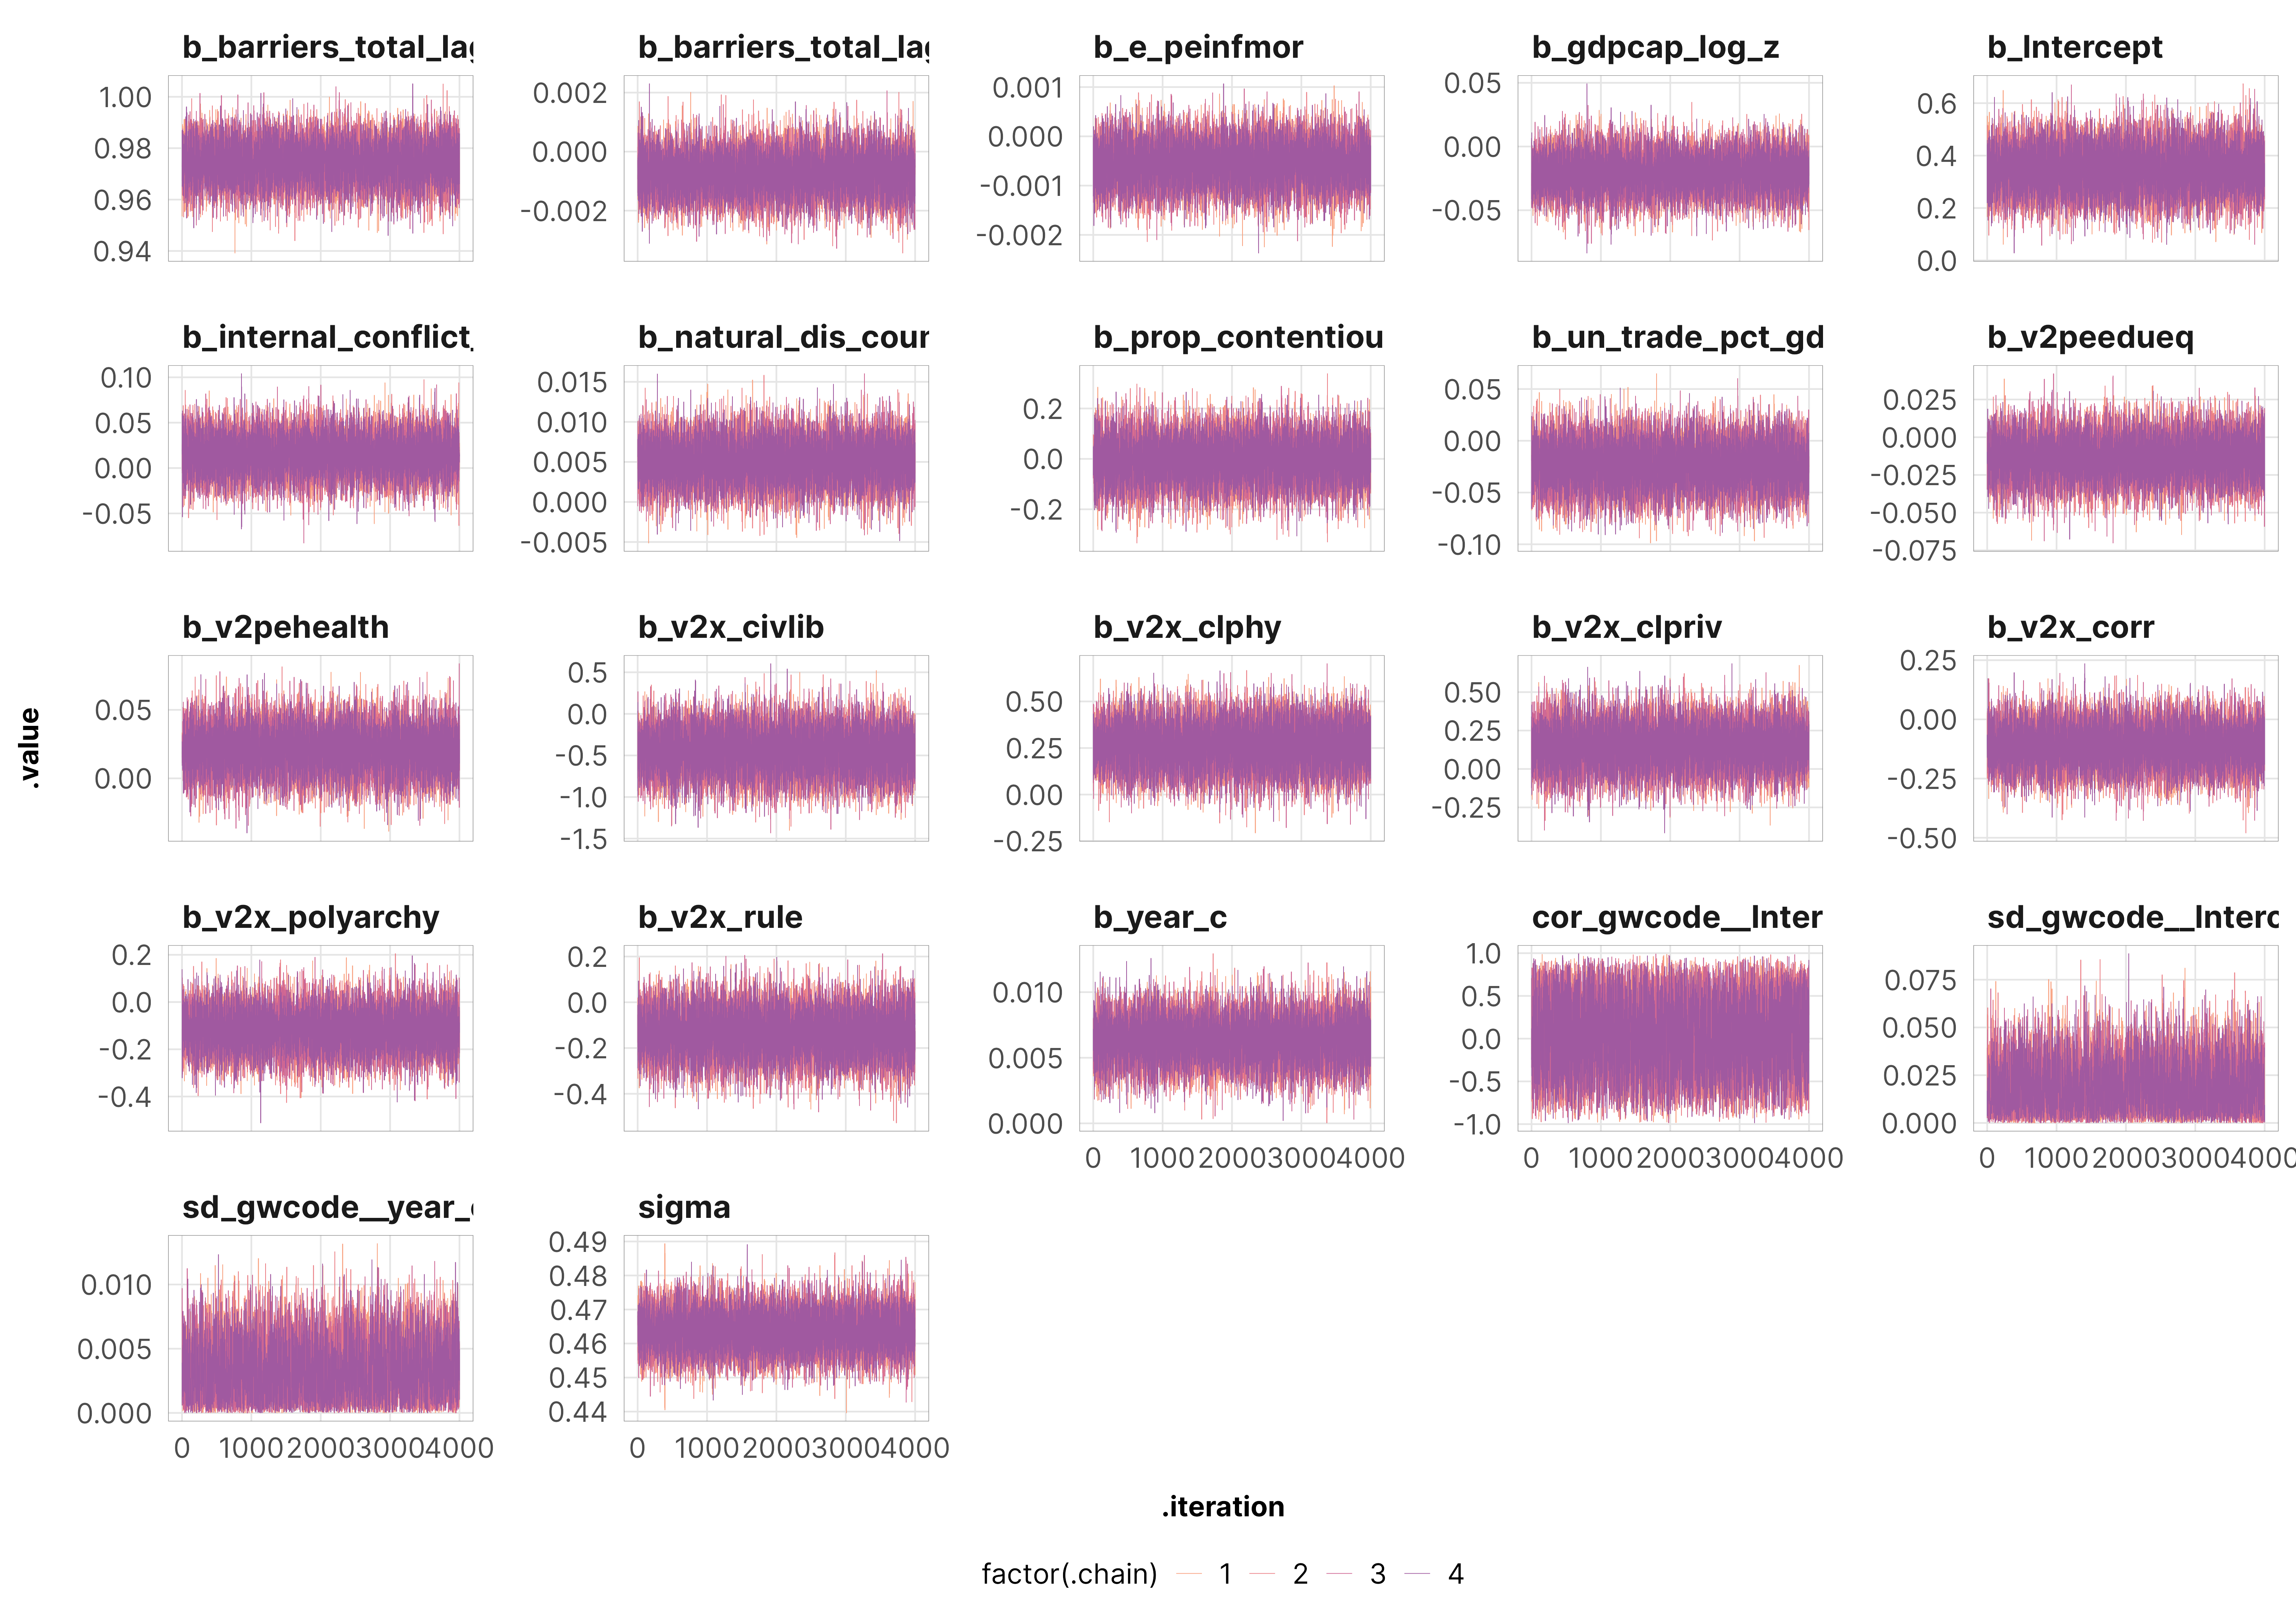 b_barriers_total_lag b_barriers_total_lag b_e_peinfmor b_gdpcap_log_z b_Intercept
1.00 0.98 0.96 0.94
0.002 0.000 -0.002
0.001 0.000 -0.001 -0.002
0.05 0.00 -0.05
0.6 0.4 0.2 0.0
b_internal_conflict_ b_natural_dis_coun b_prop_contentiou b_un_trade_pct_gd b_v2peedueq
0.10 0.05 0.00 -0.05
0.015 0.010 0.005 0.000 -0.005
0.2 0.0 -0.2
0.05 0.00 -0.05 -0.10
0.025 0.000 -0.025 -0.050 -0.075
b_v2pehealth b_v2x_civlib b_v2x_clphy b_v2x_clpriv b_v2x_corr
0.05 0.00
0.5 0.0 -0.5 -1.0 -1.5
0.50 0.25 0.00 -0.25
0.50 0.25 0.00 -0.25
0.25 0.00 -0.25 -0.50
b_v2x_polyarchy b_v2x_rule b_year_c cor_gwcode__Inter sd_gwcode__Interc
0.2 0.0 -0.2 -0.4
0.2 0.0 -0.2 -0.4
0.010 0.005 0.000
1.0 0.5 0.0 -0.5 -1.0
0.075 0.050 0.025 0.000
0 1000 2000 3000 4000
0 1000 2000 3000 4000
0 1000 2000 3000 4000
sd_gwcode__year_c sigma
0.010 0.005 0.000
0.49 0.48 0.47 0.46 0.45 0.44
0 1000 2000 3000 4000
0 1000 2000 3000 4000
.value
.iteration
factor(.chain) 1 2 3 4